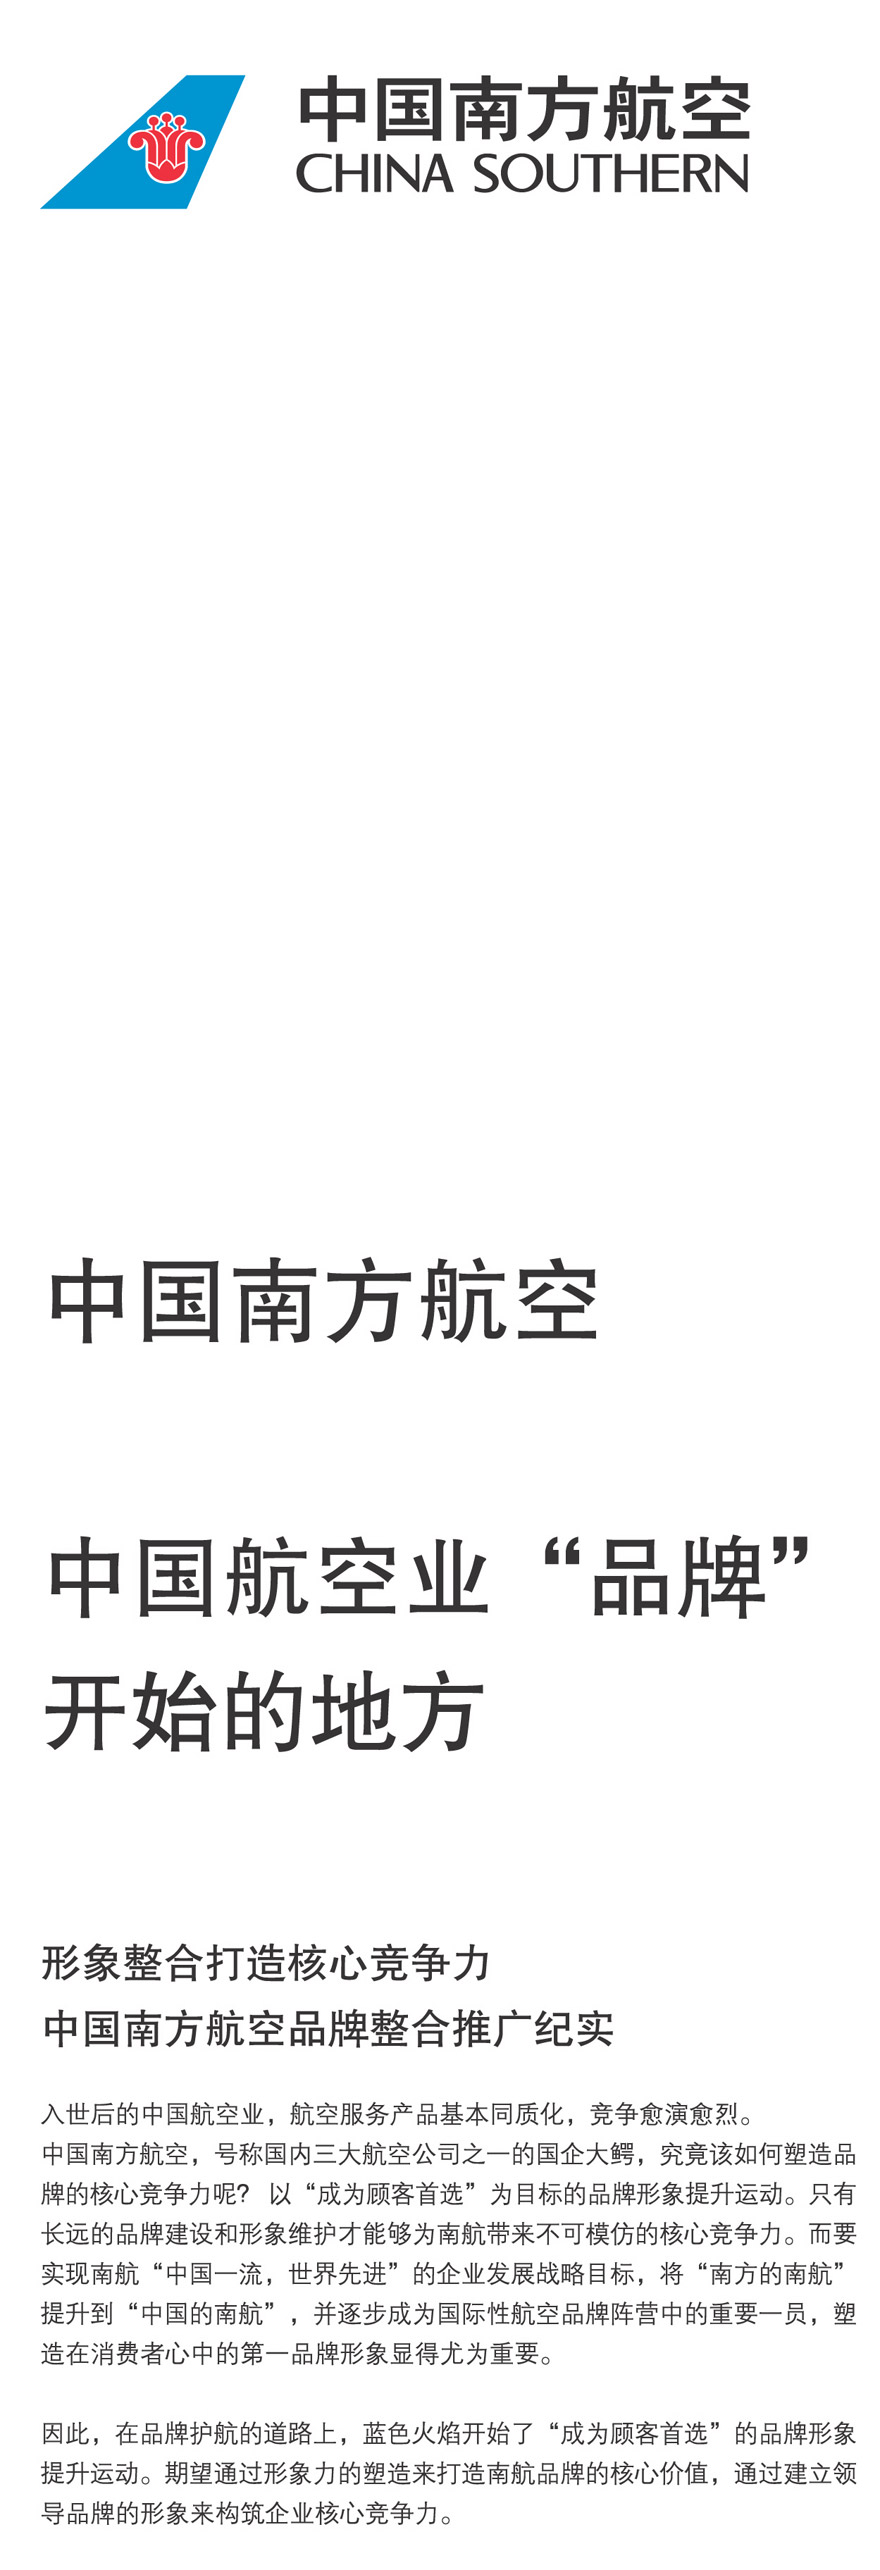 中国南方航空
CHINA SOUTHERN
中国南方航空
中国航空业“品牌”
开始的地方
形象整合打造核心竞争力
中国南方航空品牌整合推广纪实
入世后的中国航空业，航空服务产品基本同质化，竞争愈演愈烈。
中国南方航空，号称国内三大航空公司之一的国企大鳄，究竟该如何塑造品
牌的核心竞争力呢？ 以“成为顾客首选”为目标的品牌形象提升运动。只有
长远的品牌建设和形象维护才能够为南航带来不可模仿的核心竞争力。而要
实现南航“中国一流，世界先进”的企业发展战略目标，将“南方的南航”
提升到“中国的南航”，并逐步成为国际性航空品牌阵营中的重要一员，塑
造在消费者心中的第一品牌形象显得尤为重要。
因此，在品牌护航的道路上，蓝色火焰开始了“成为顾客首选”的品牌形象
提升运动。期望通过形象力的塑造来打造南航品牌的核心价值，通过建立领
导品牌的形象来构筑企业核心竞争力。